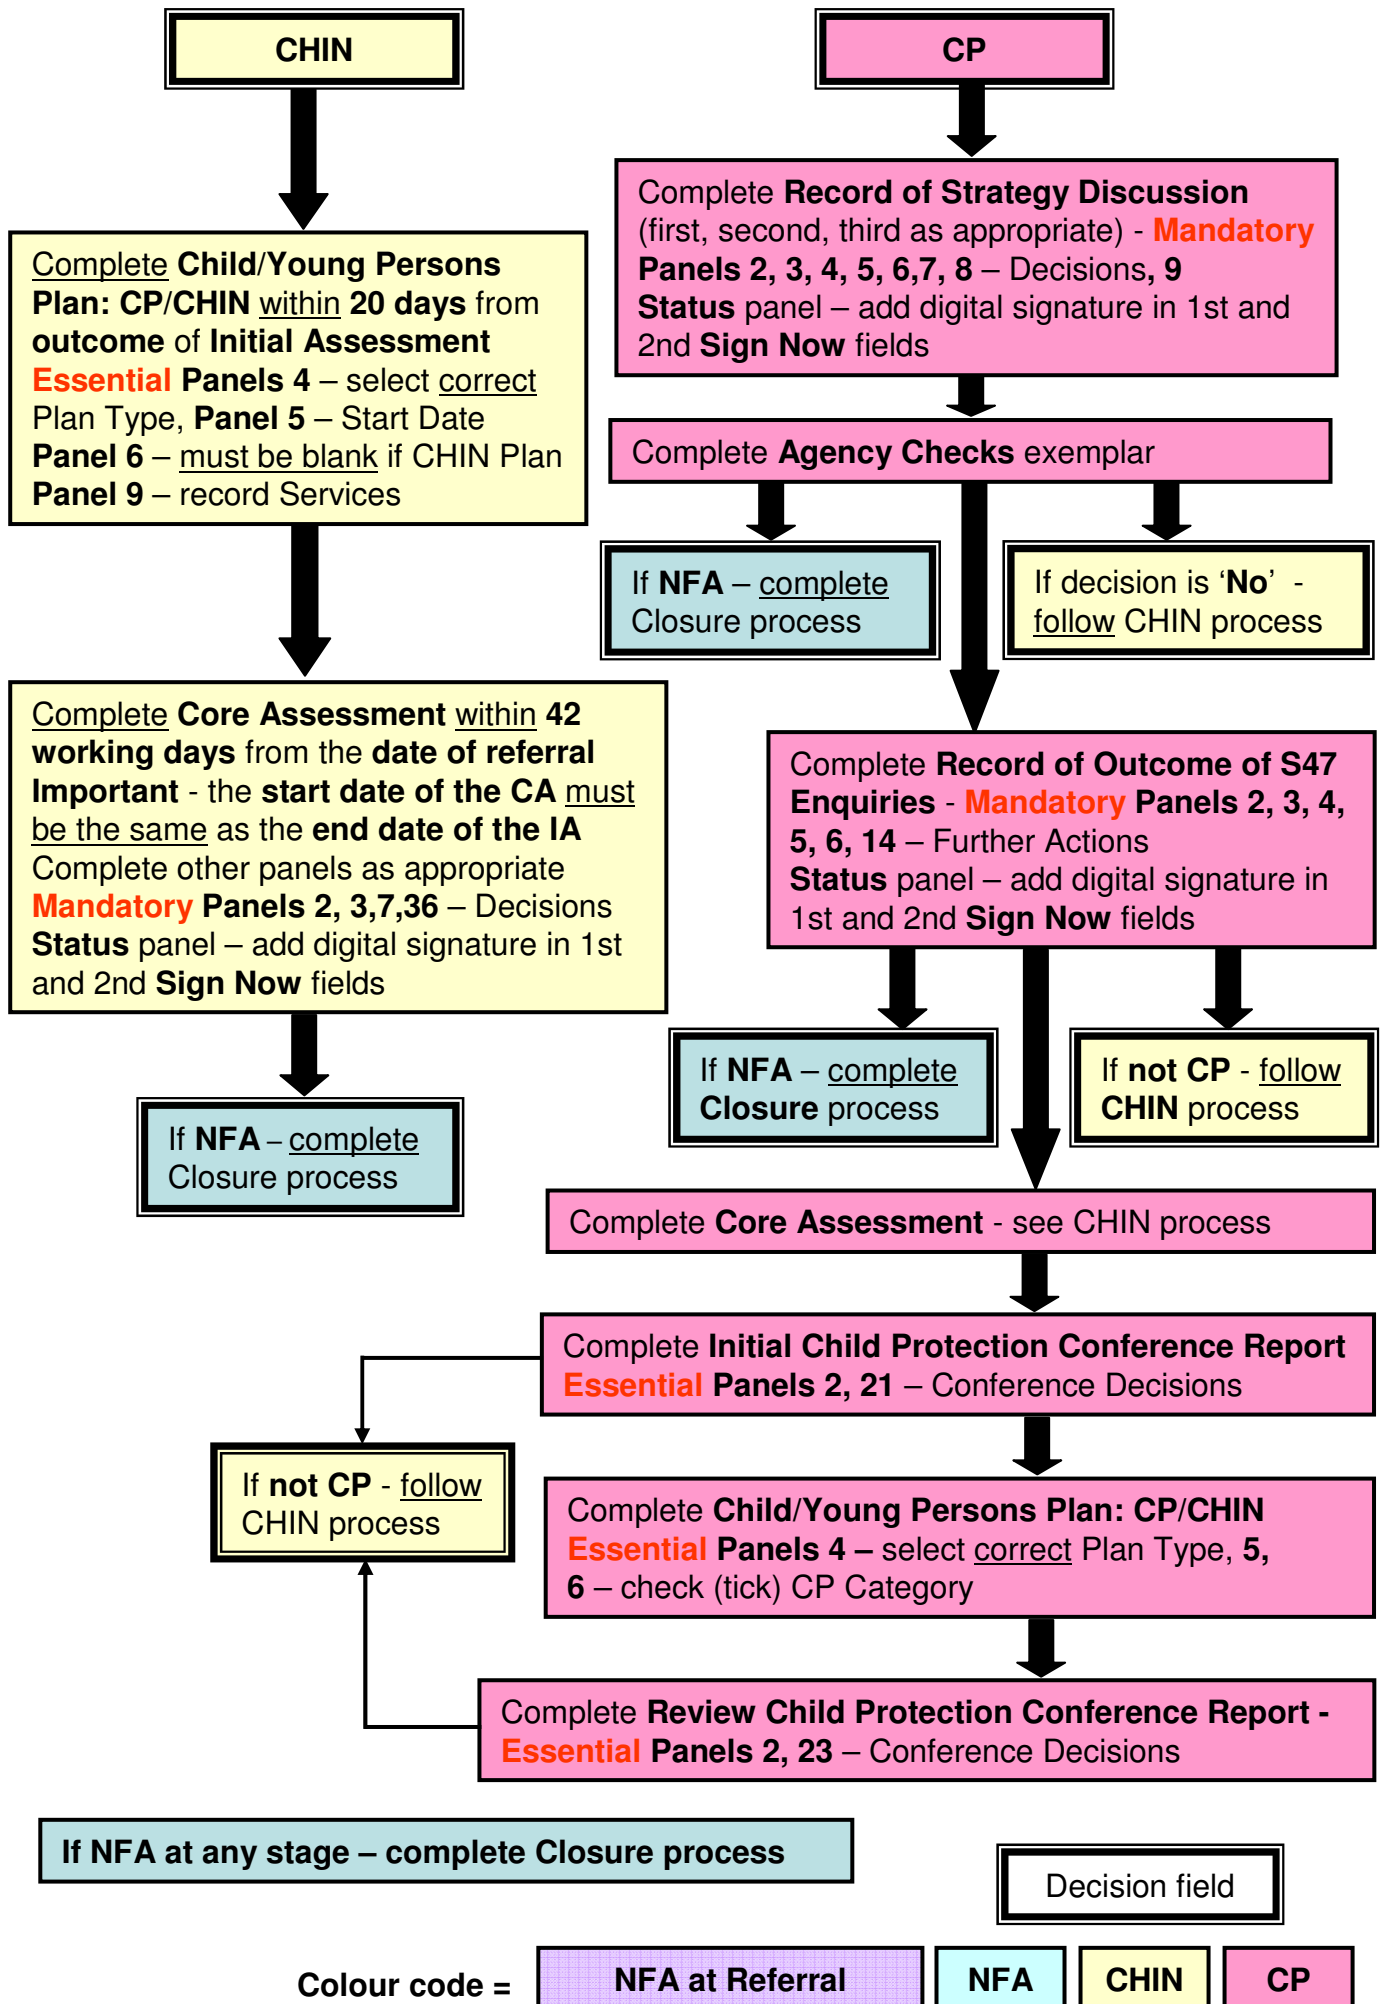 CHIN
CP
Complete Child/Young Persons
Plan: CP/CHIN within 20 days from
outcome of Initial Assessment
Essential Panels 4 – select correct
Plan Type, Panel 5 – Start Date
Panel 6 – must be blank if CHIN Plan
Panel 9 – record Services
Complete Record of Strategy Discussion
(first, second, third as appropriate) - Mandatory
Panels 2, 3, 4, 5, 6,7, 8 – Decisions, 9
Status panel – add digital signature in 1st and
2nd Sign Now fields
Complete Agency Checks exemplar
If NFA – complete
Closure process
If decision is ‘No’ -
follow CHIN process
Complete Core Assessment within 42
working days from the date of referral
Important - the start date of the CA must
be the same as the end date of the IA
Complete other panels as appropriate
Mandatory Panels 2, 3,7,36 – Decisions
Status panel – add digital signature in 1st
and 2nd Sign Now fields
Complete Record of Outcome of S47
Enquiries - Mandatory Panels 2, 3, 4,
5, 6, 14 – Further Actions
Status panel – add digital signature in
1st and 2nd Sign Now fields
If NFA – complete
Closure process
If NFA – complete
Closure process
If not CP - follow
CHIN process
Complete Core Assessment - see CHIN process
Complete Initial Child Protection Conference Report
Essential Panels 2, 21 – Conference Decisions
If not CP - follow
CHIN process
Complete Child/Young Persons Plan: CP/CHIN
Essential Panels 4 – select correct Plan Type, 5,
6 – check (tick) CP Category
Complete Review Child Protection Conference Report -
Essential Panels 2, 23 – Conference Decisions
If NFA at any stage – complete Closure process
Decision field
Colour code =
NFA at Referral
NFA
CHIN
CP